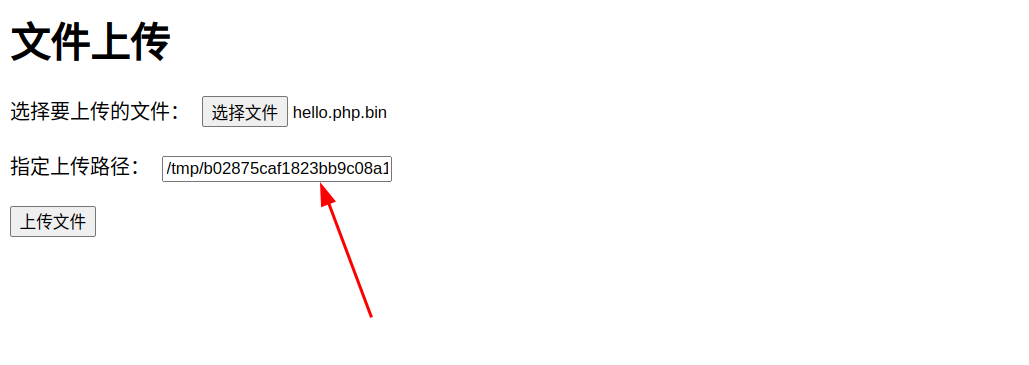 文件上传
选择要上传的文件： 选择文件 hello.php.bin
指定上传路径： /tmp/b02875caf1823bb9c08a1
上传文件